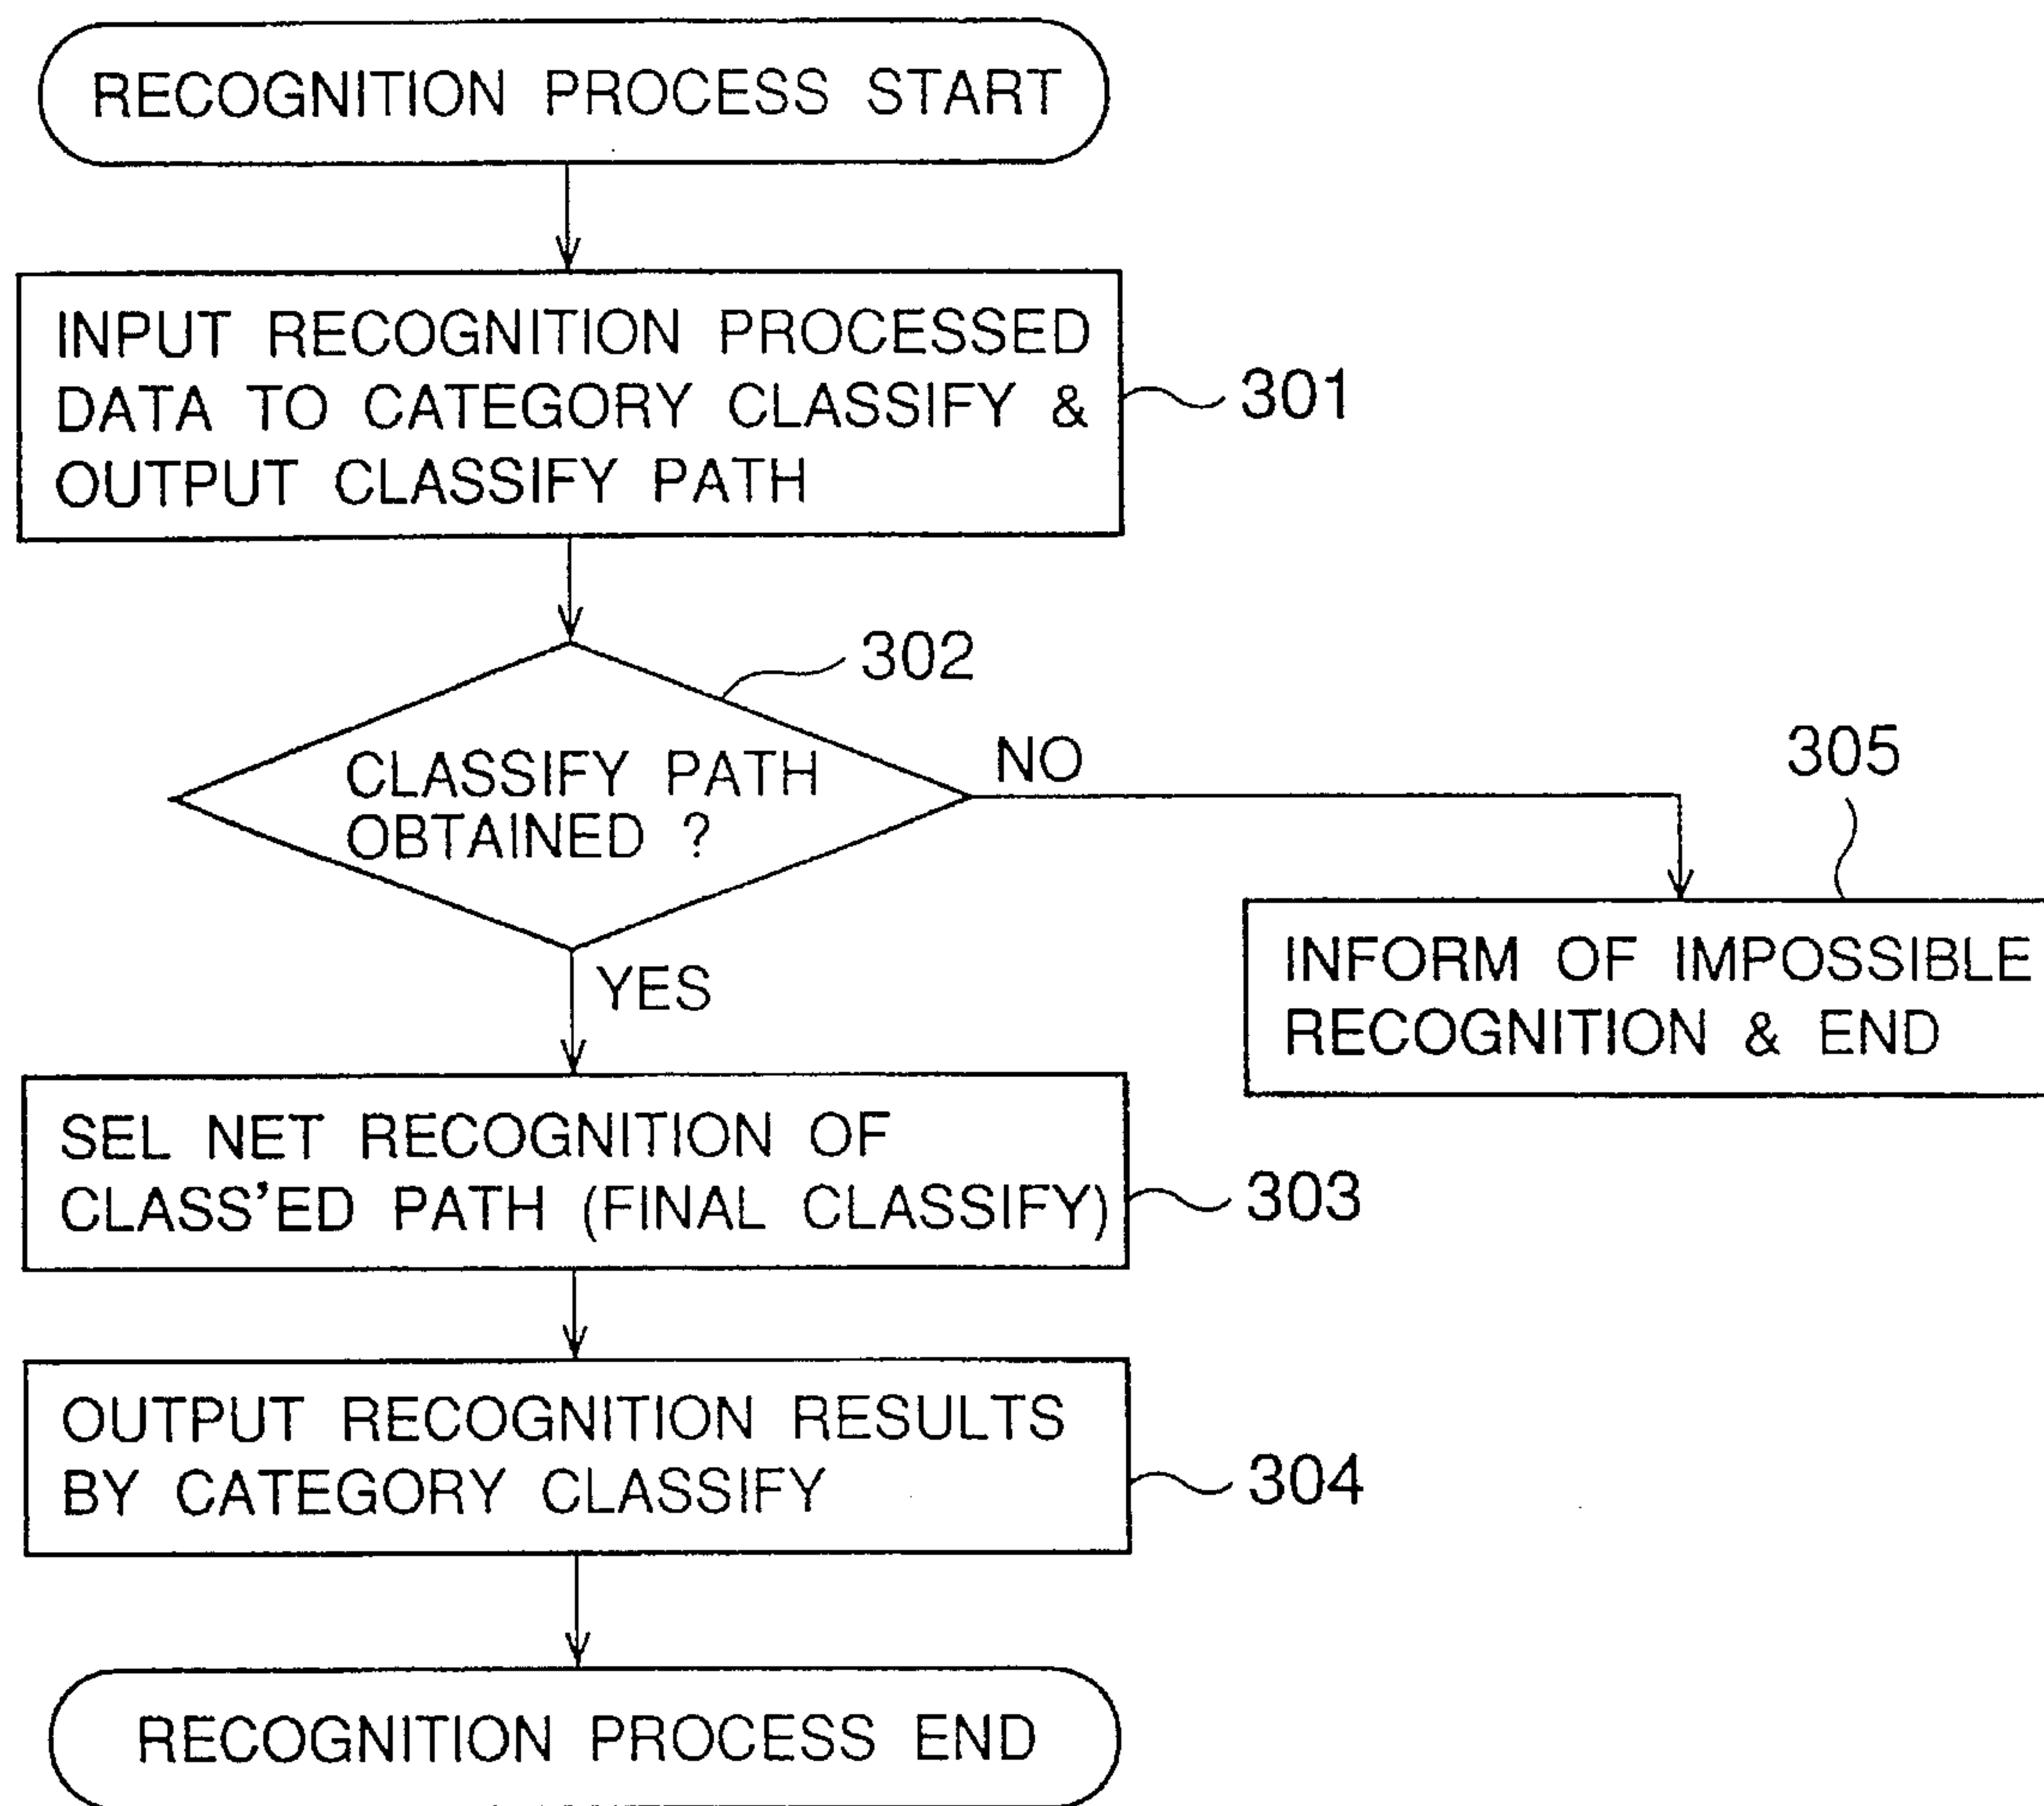 RECOGNITION PROCESS START
INPUT RECOGNITION PROCESSED
DATA TO CATEGORY CLASSIFY &
OUTPUT CLASSIFY PATH
301
302
CLASSIFY PATH
OBTAINED ?
NO
305
INFORM OF IMPOSSIBLE
RECOGNITION & END
YES
SEL NET RECOGNITION OF
CLASS'ED PATH (FINAL CLASSIFY)
303
OUTPUT RECOGNITION RESULTS
BY CATEGORY CLASSIFY
304
RECOGNITION PROCESS END